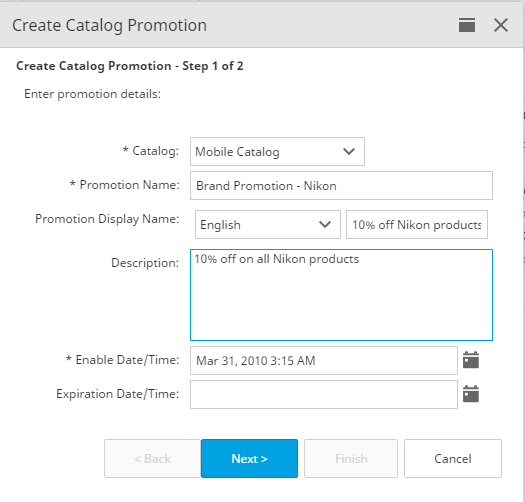 Create Catalog Promotion
Create Catalog Promotion - Step 1 of 2
Enter promotion details:
* Catalog: Mobile Catalog
* Promotion Name: Brand Promotion - Nikon
Promotion Display Name: English 10% off Nikon products
Description: 10% off on all Nikon products
* Enable Date/Time: Mar 31, 2010 3:15 AM
Expiration Date/Time:
< Back Next > Finish Cancel